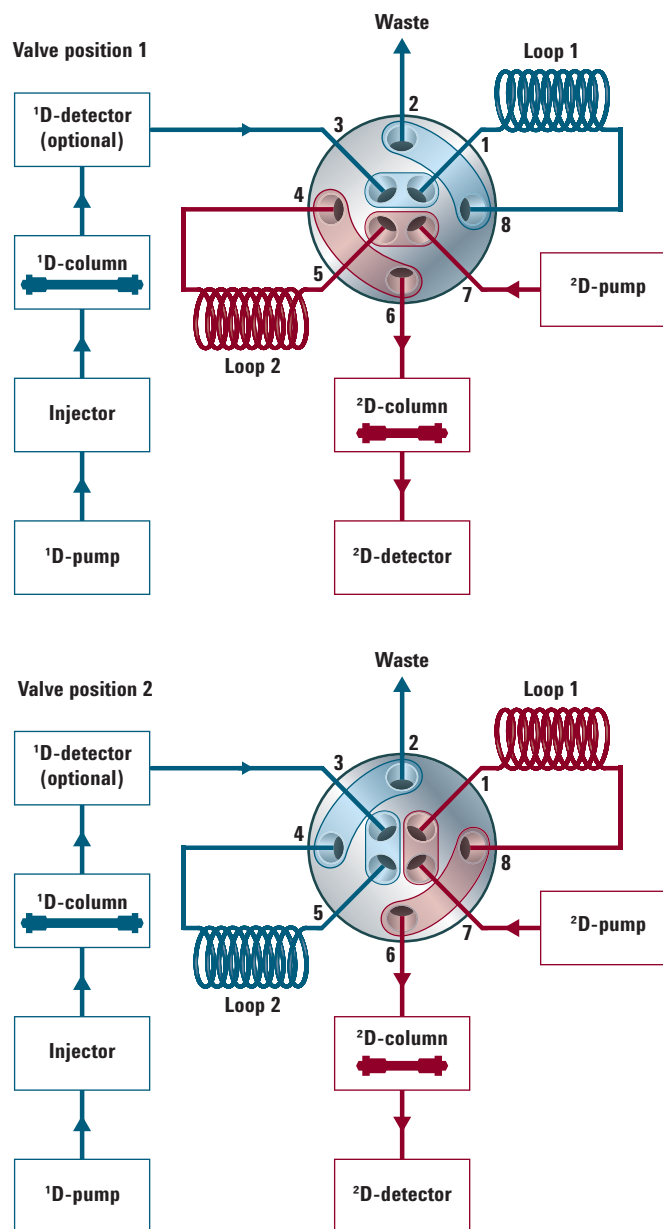 Valve position 1
Waste
Loop 1
¹D-detector
(optional)
2
3
1
4
8
¹D-column
5
7
6
²D-pump
Loop 2
Injector
²D-column
¹D-pump
²D-detector
Valve position 2
Waste
Loop 1
¹D-detector
(optional)
2
3
1
4
8
¹D-column
5
7
6
²D-pump
Loop 2
Injector
²D-column
¹D-pump
²D-detector